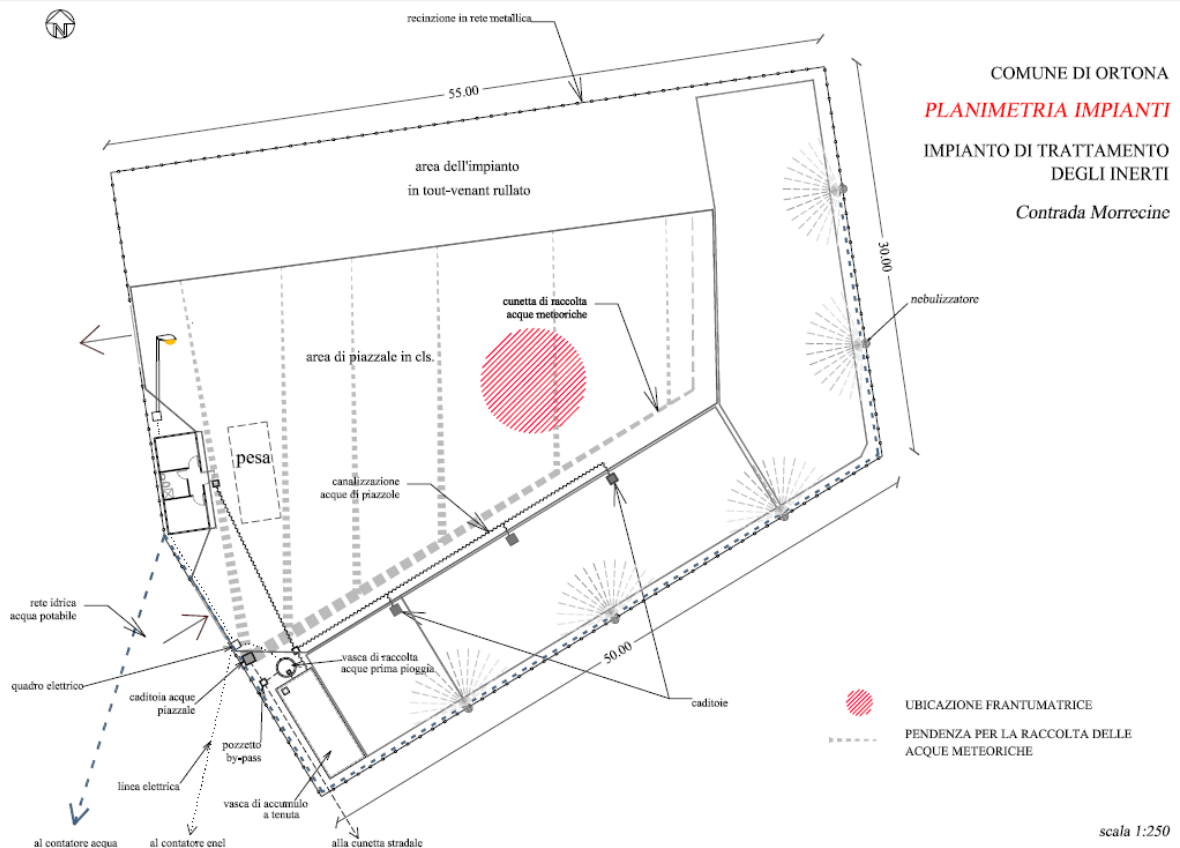 N
recinzione in rete metallica
55.00
COMUNE DI ORTONA
PLANIMETRIA IMPIANTI
IMPIANTO DI TRATTAMENTO
DEGLI INERTI
Contrada Morrecine
area dell'impianto
in tout-venant rullato
30.00
nebulizzatore
cunetta di raccolta
acque meteoriche
area di piazzale in cls.
pesa
canalizzazione
acque di piazzole
rete idrica
acqua potabile
vasca di raccolta
acque prima pioggia
50.00
quadro elettrico
caditoia acque
piazzale
caditoie
pozzetto
by-pass
linea elettrica
vasca di accumulo
a tenuta
al contatore acqua
al contatore enel
alla cunetta stradale
UBICAZIONE FRANTUMATRICE
PENDENZA PER LA RACCOLTA DELLE
ACQUE METEORICHE
scala 1:250